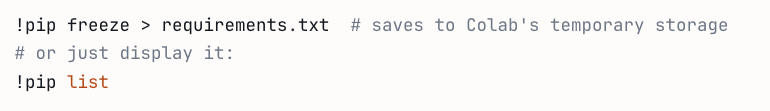 !pip freeze > requirements.txt  # saves to Colab's temporary storage
# or just display it:
!pip list